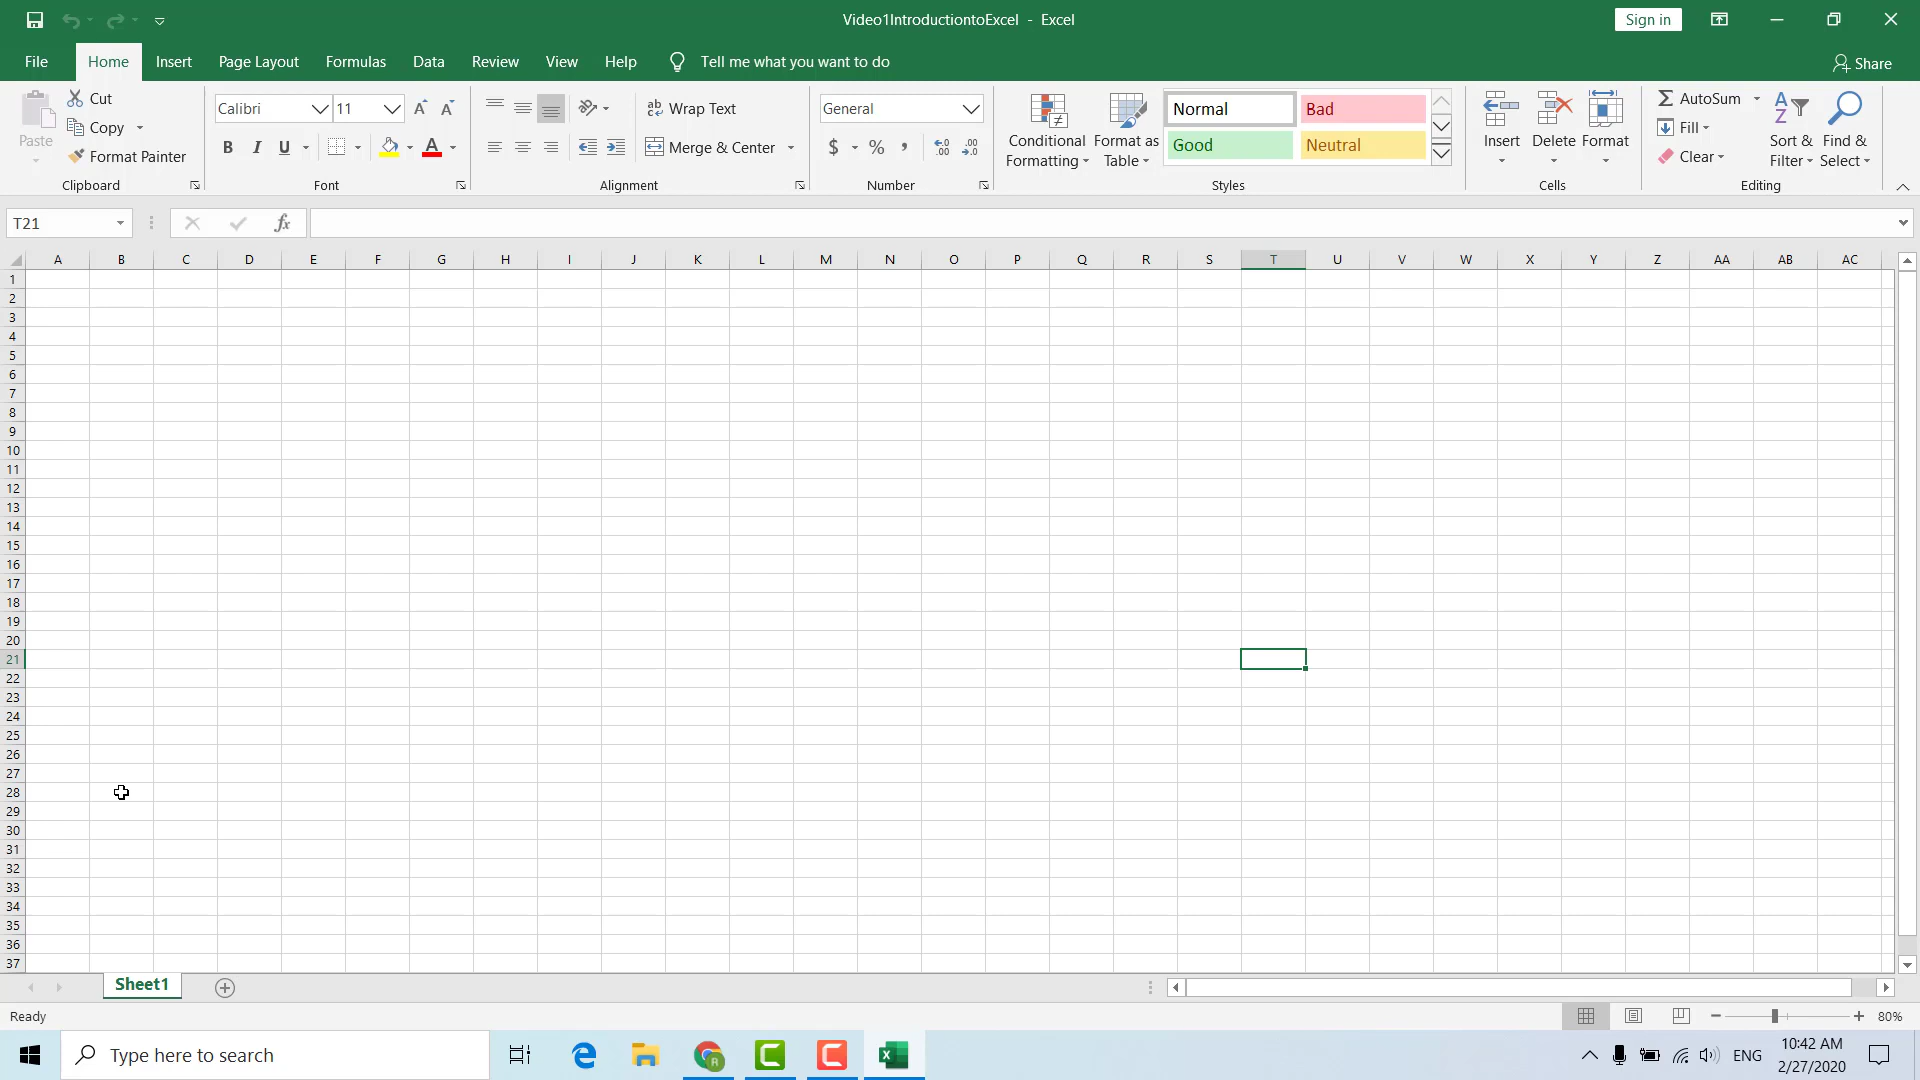 Video1IntroductiontoExcel - Excel
Sign in
File Home Insert Page Layout Formulas Data Review View Help Tell me what you want to do Share
Paste
Cut
Copy
Format Painter
Clipboard
Calibri 11
B I U A
Font
ab Wrap Text
Merge & Center
Alignment
General
$ % ,
Number
Conditional Formatting
Format as Table
Normal Bad
Good Neutral
Styles
Insert Delete Format
Cells
AutoSum
Fill
Clear
Sort & Filter
Find & Select
Editing
T21 fx
A B C D E F G H I J K L M N O P Q R S T U V W X Y Z AA AB AC
1
2
3
4
5
6
7
8
9
10
11
12
13
14
15
16
17
18
19
20
21
22
23
24
25
26
27
28
29
30
31
32
33
34
35
36
37
Sheet1
Ready 80%
Type here to search
ENG
10:42 AM
2/27/2020